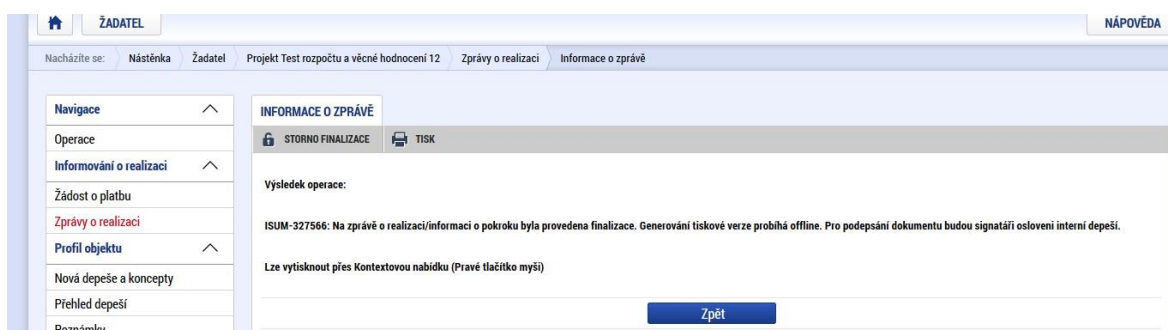 ŽADATEL
NÁPOVĚDA
Nacházíte se: Nástěnka Žadatel Projekt Test rozpočtu a věcné hodnocení 12 Zprávy o realizaci Informace o zprávě
Navigace
Operace
Informování o realizaci
Žádost o platbu
Zprávy o realizaci
Profil objektu
Nová depeše a koncepty
Přehled depeší
Poznámky
INFORMACE O ZPRÁVĚ
STORNO FINALIZACE TISK
Výsledek operace:
ISUM-327566: Na zprávě o realizaci/informaci o pokroku byla provedena finalizace. Generování tiskové verze probíhá offline. Pro podepsání dokumentu budou signatáři osloveni interní depeší.
Lze vytisknout přes Kontextovou nabídku (Pravé tlačítko myši)
Zpět